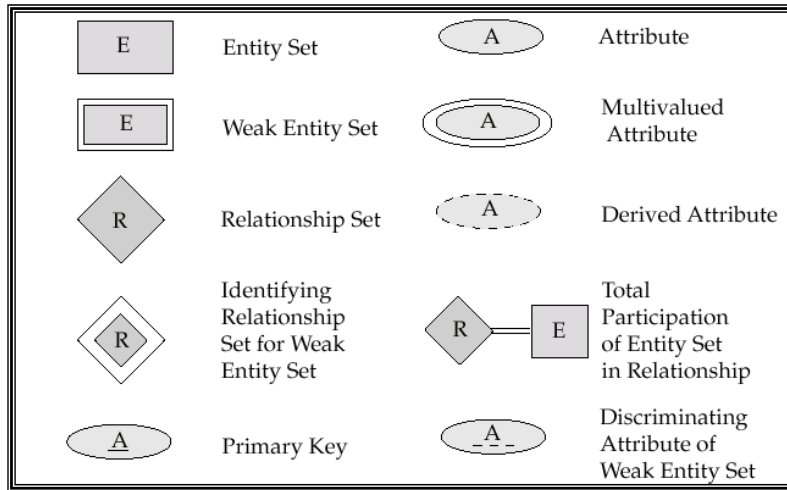 E
Entity Set
A
Attribute
E
Weak Entity Set
A
Multivalued
Attribute
R
Relationship Set
A
Derived Attribute
R
Identifying
Relationship
Set for Weak
Entity Set
R
E
Total
Participation
of Entity Set
in Relationship
A
Primary Key
A
Discriminating
Attribute of
Weak Entity Set